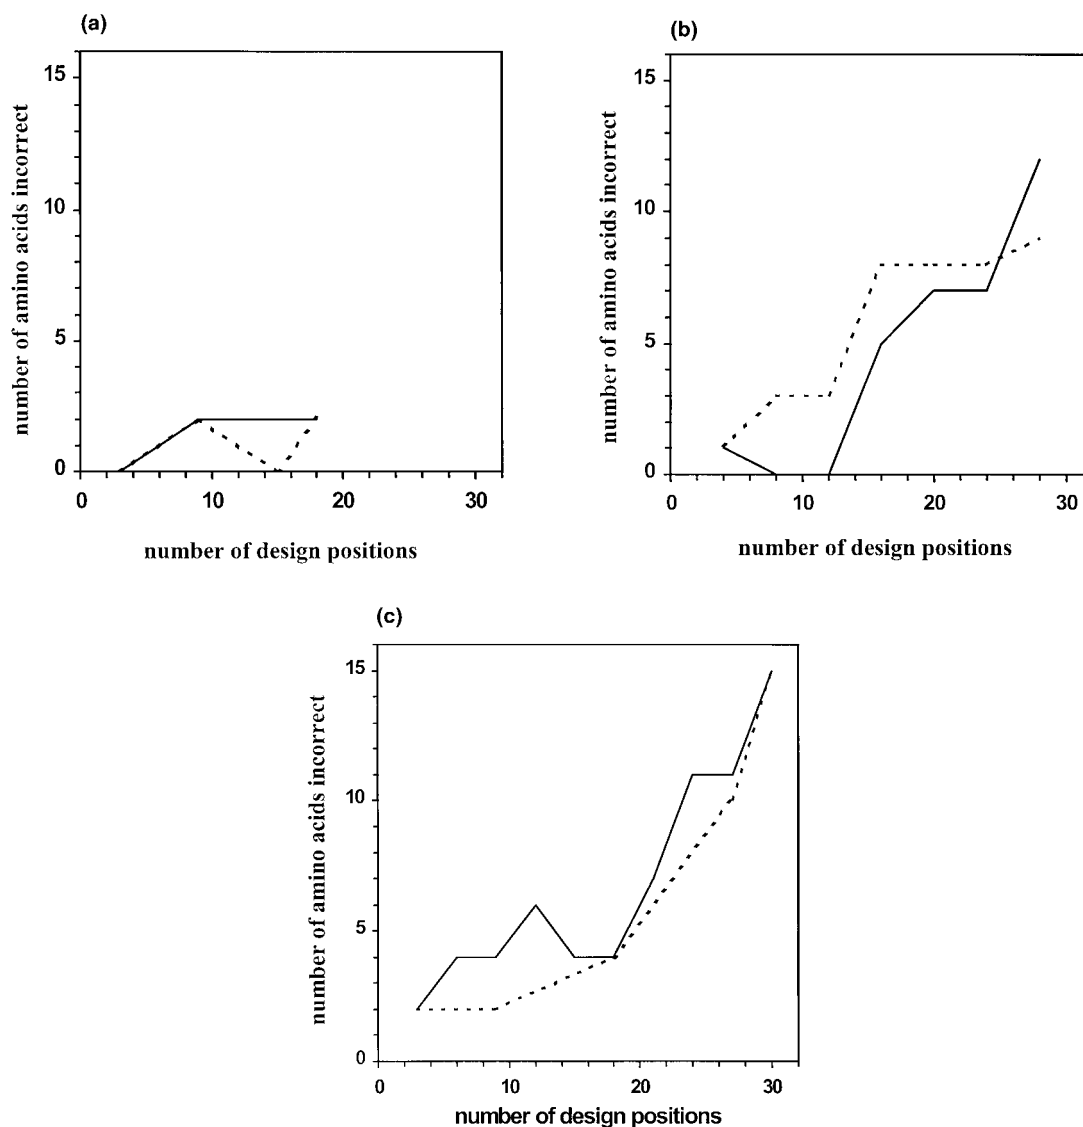 (a)
number of amino acids incorrect
15
10
5
0
0 10 20 30
number of design positions
(b)
number of amino acids incorrect
15
10
5
0
0 10 20 30
number of design positions
(c)
number of amino acids incorrect
15
10
5
0
0 10 20 30
number of design positions